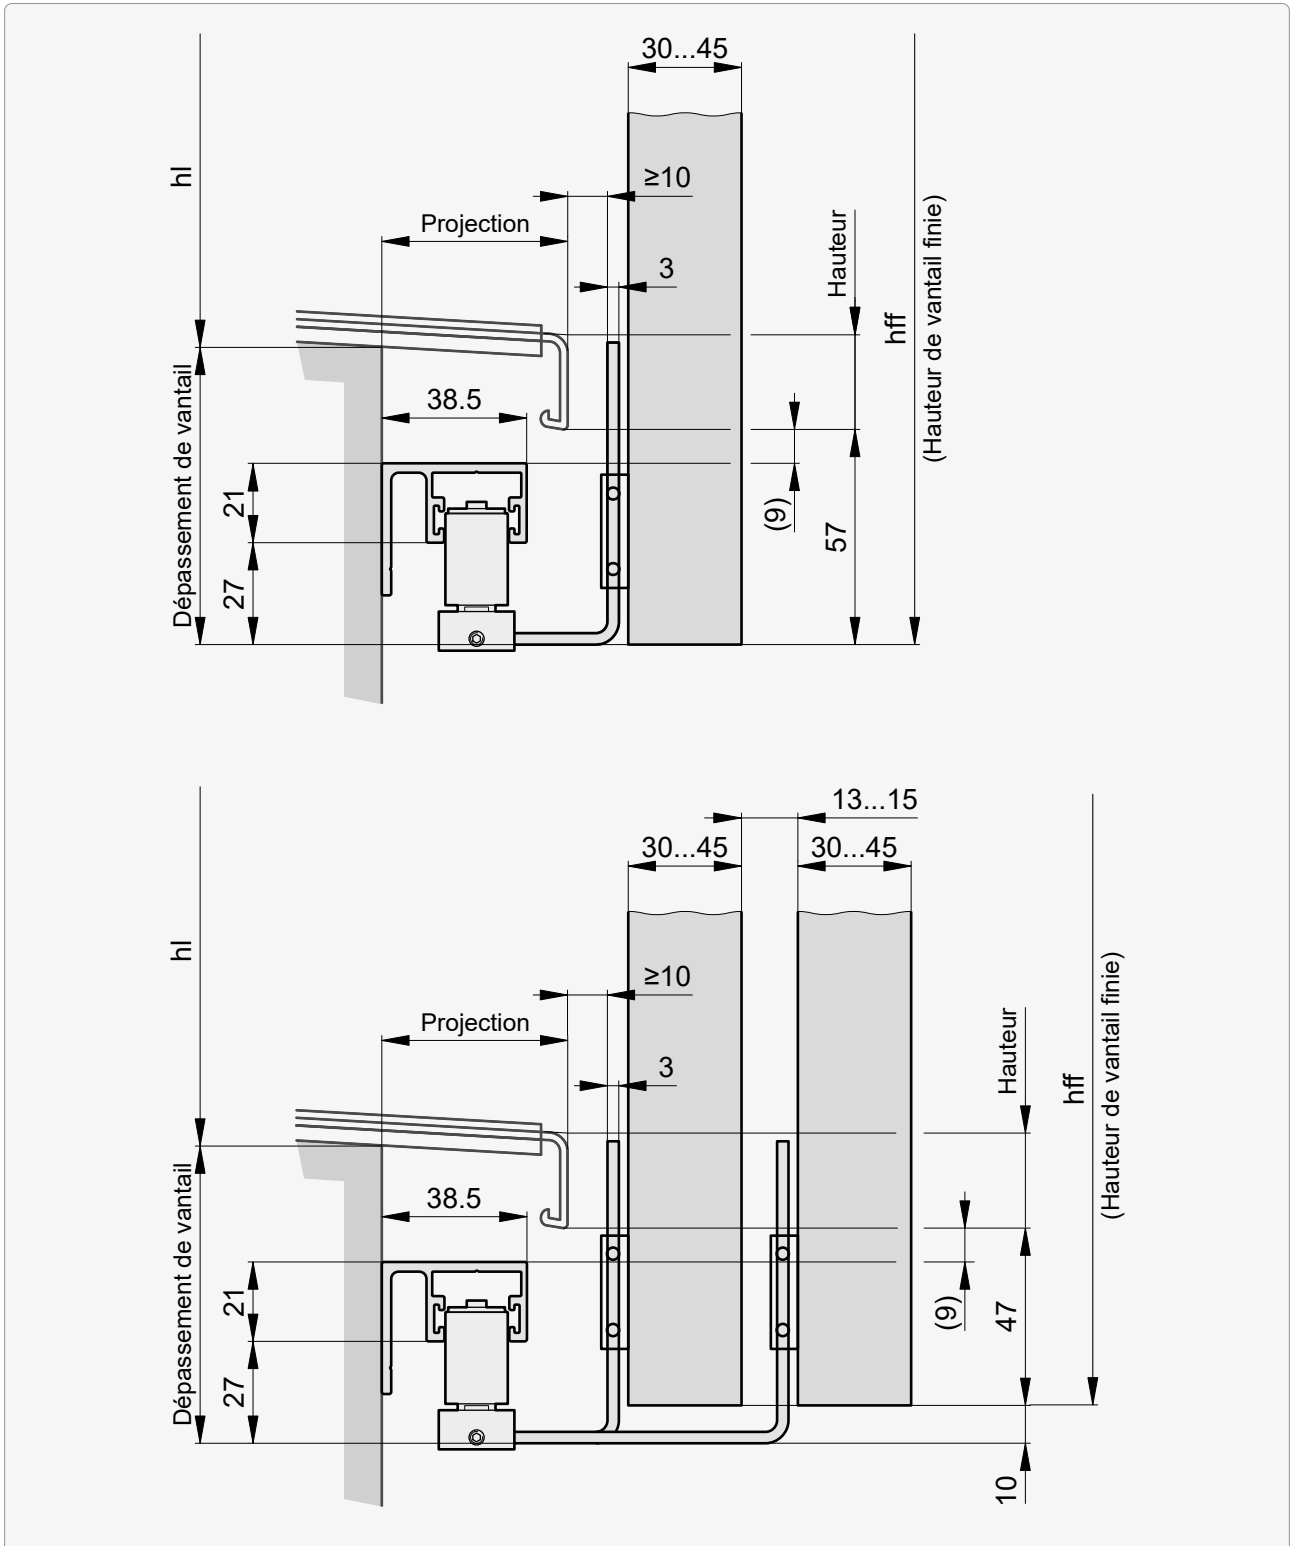 30...45
hl
≥10
Projection
Hauteur
hff
(Hauteur de vantail finie)
3
Dépassement de vantail
38.5
21
(9)
57
27
13...15
30...45
30...45
hl
≥10
Projection
Hauteur
hff
(Hauteur de vantail finie)
3
Dépassement de vantail
38.5
21
(9)
47
27
10